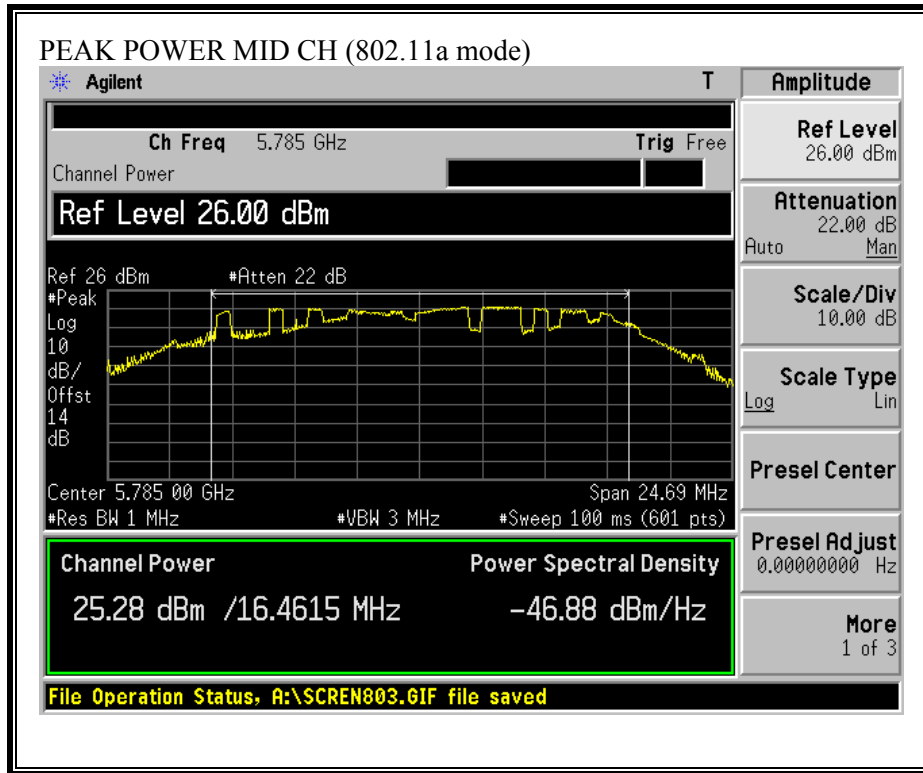 PEAK POWER MID CH (802.11a mode)
Agilent T
Ch Freq 5.785 GHz Trig Free
Channel Power
Ref Level 26.00 dBm
Ref 26 dBm #Atten 22 dB
#Peak
Log
10
dB/
Offst
14
dB
Center 5.785 00 GHz Span 24.69 MHz
#Res BW 1 MHz #VBW 3 MHz #Sweep 100 ms (601 pts)
Channel Power Power Spectral Density
25.28 dBm /16.4615 MHz -46.88 dBm/Hz
File Operation Status, A:\SCREN803.GIF file saved
Amplitude
Ref Level
26.00 dBm
Attenuation
22.00 dB
Auto Man
Scale/Div
10.00 dB
Scale Type
Log Lin
Presel Center
Presel Adjust
0.00000000 Hz
More
1 of 3